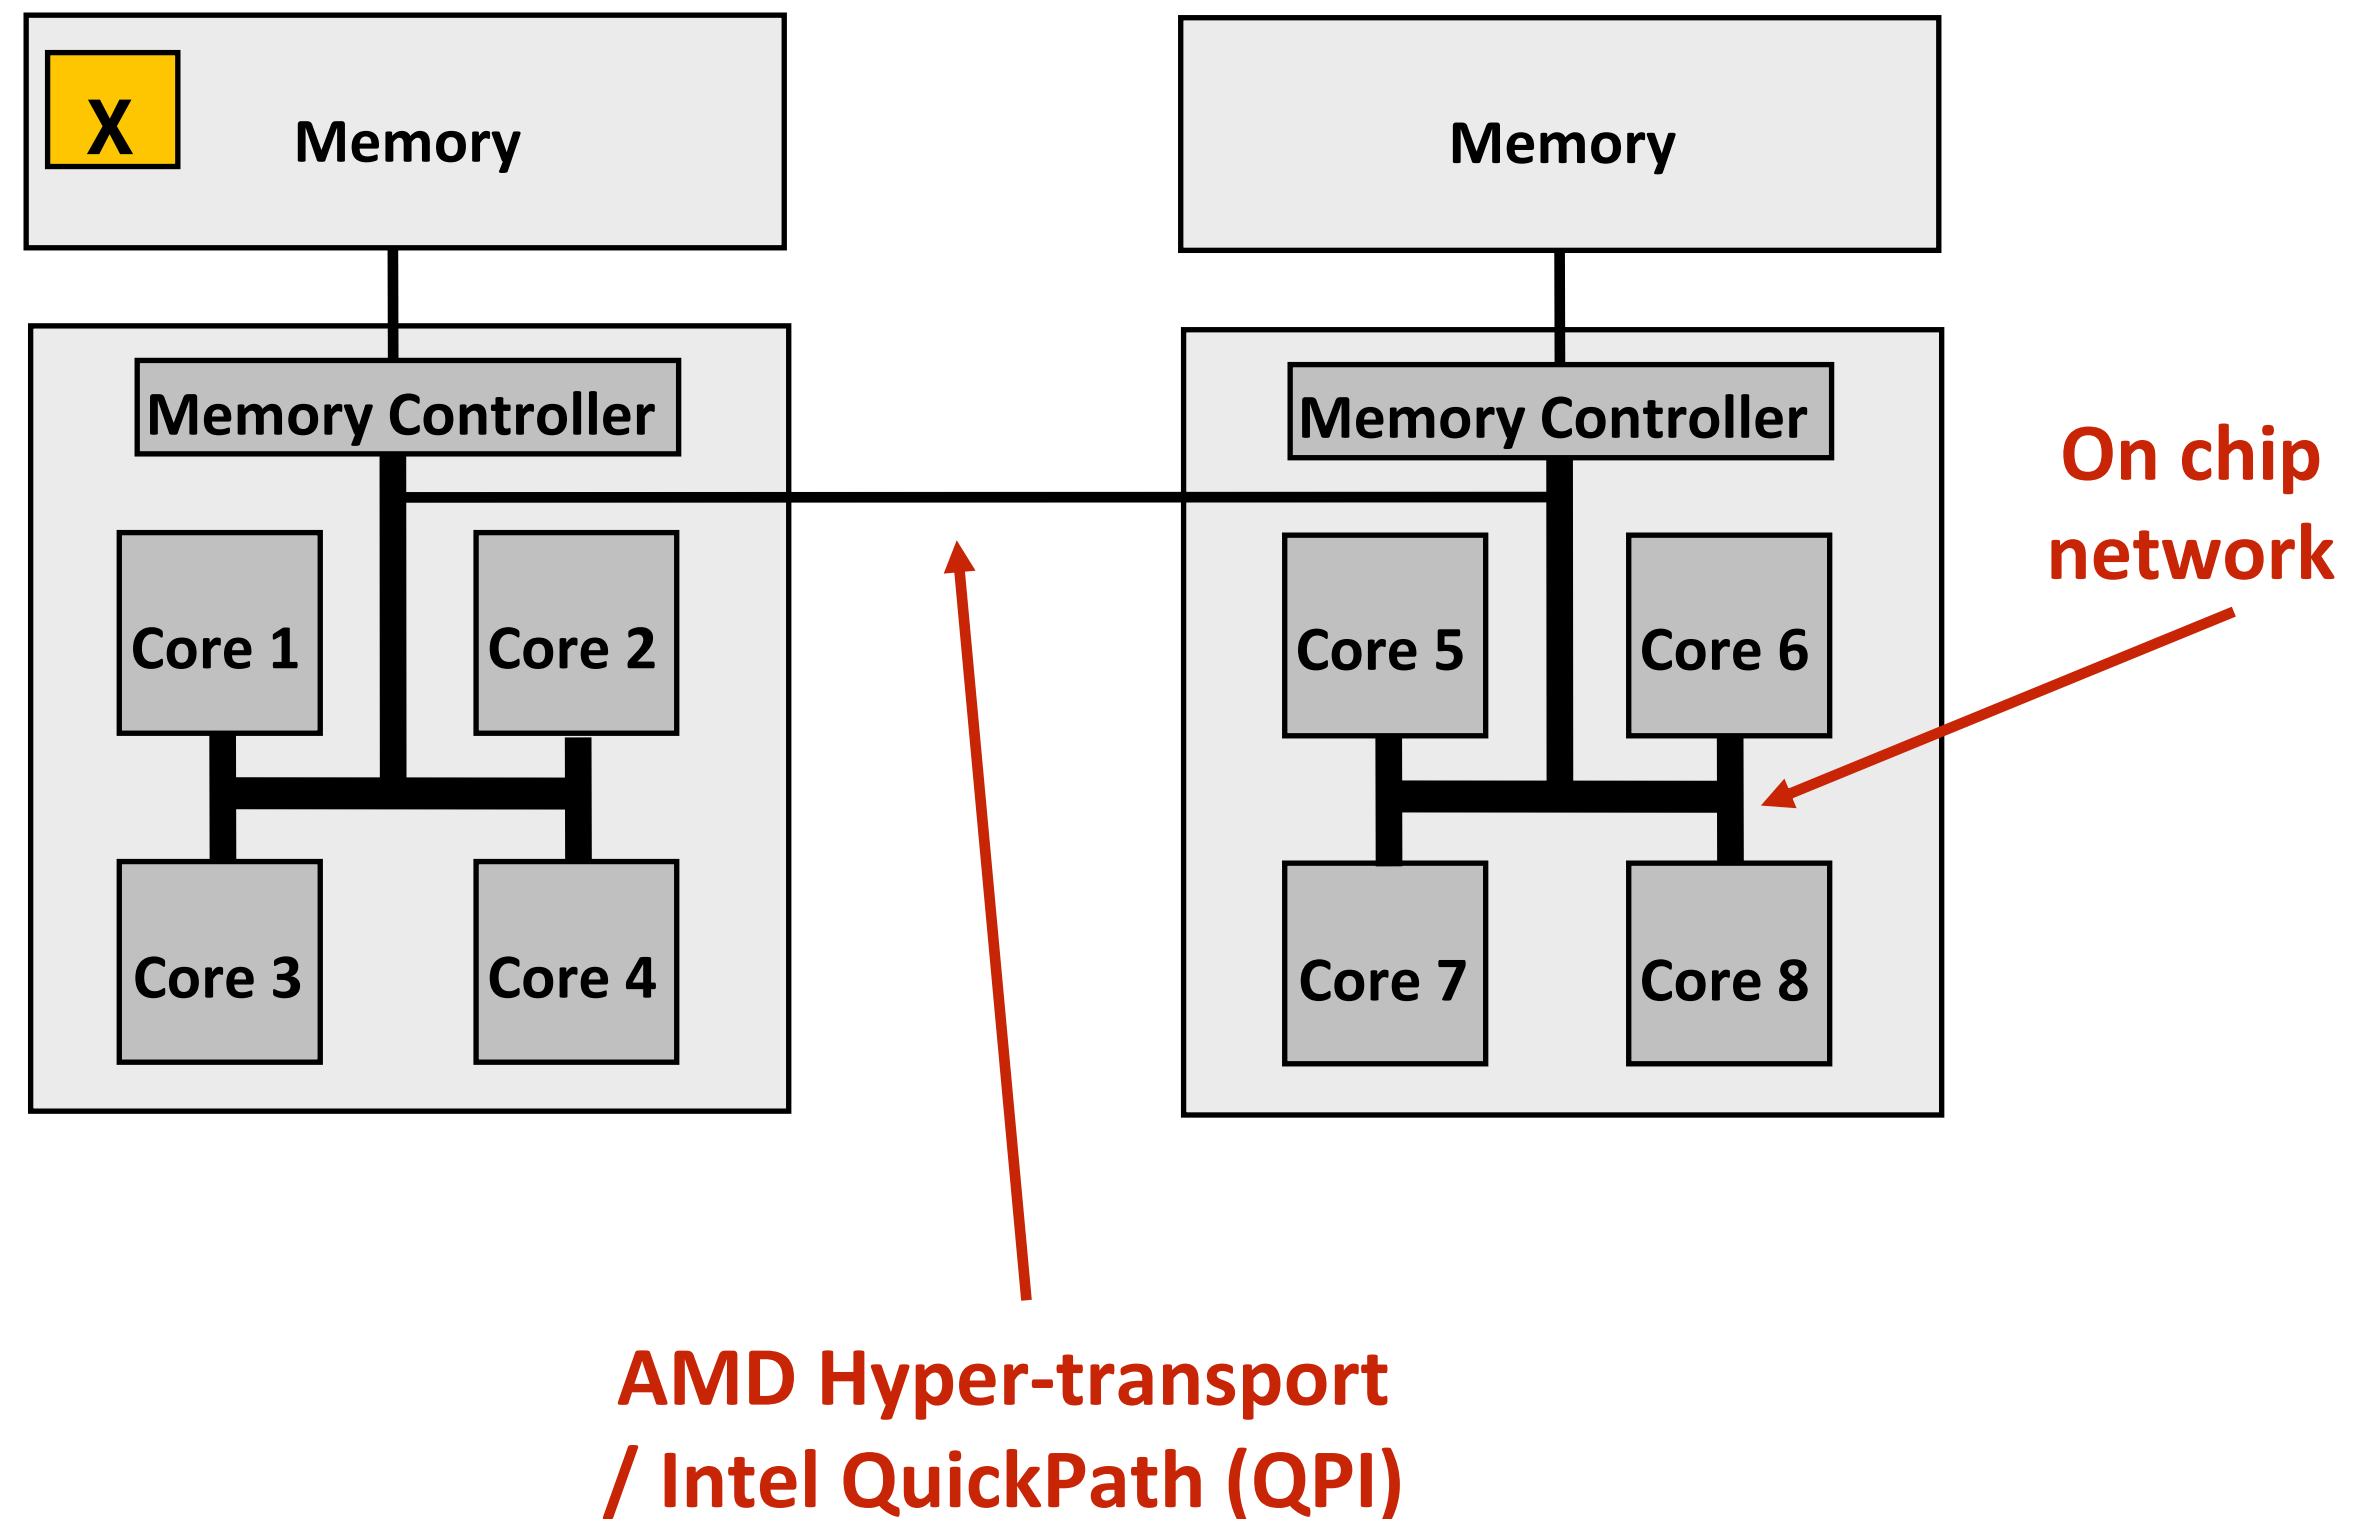 X
Memory
Memory
Memory Controller
Memory Controller
On chip
network
Core 1
Core 2
Core 5
Core 6
Core 3
Core 4
Core 7
Core 8
AMD Hyper-transport
/ Intel QuickPath (QPI)